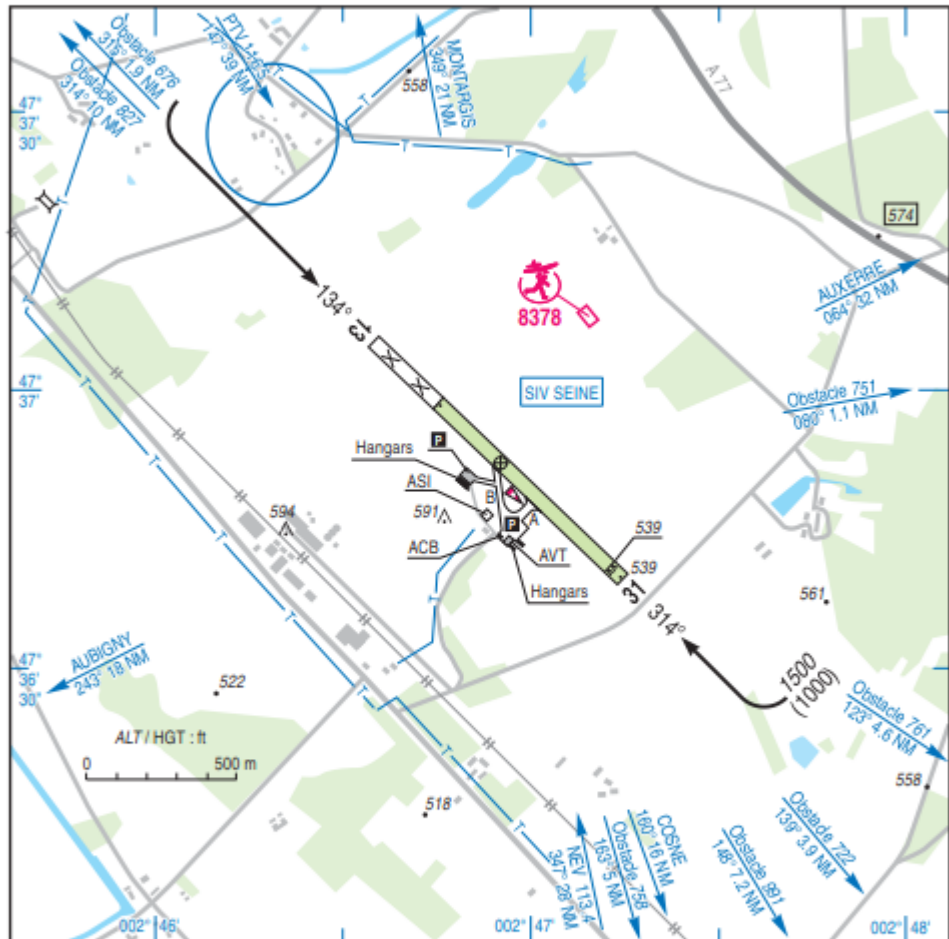 Obstacle 676
315° 1.9 NM
Obstacle 827
314° 10 NM
PTV 116.5
147° 39 NM
MONTARGIS
349° 21 NM
558
A 77
47°
37'
30"
574
AUXERRE
064° 32 NM
134°
13
8378
SIV SEINE
47°
37'
Obstacle 751
080° 1.1 NM
P
Hangars
ASI
B
594
591
P
A
ACB
AVT
539
539
Hangars
31
314°
561
1500
(1000)
47°
36'
30"
AUBIGNY
243° 18 NM
522
Obstacle 761
123° 4.6 NM
ALT / HGT : ft
0
500 m
558
518
NEV 113.4
347° 28 NM
Obstacle 758
163° 5 NM
COSNE
160° 16 NM
Obstacle 991
148° 7.2 NM
Obstacle 722
139° 3.9 NM
002° 46'
002° 47'
002° 48'
T
T
T
T
T
T
T
T
T
T
T
T